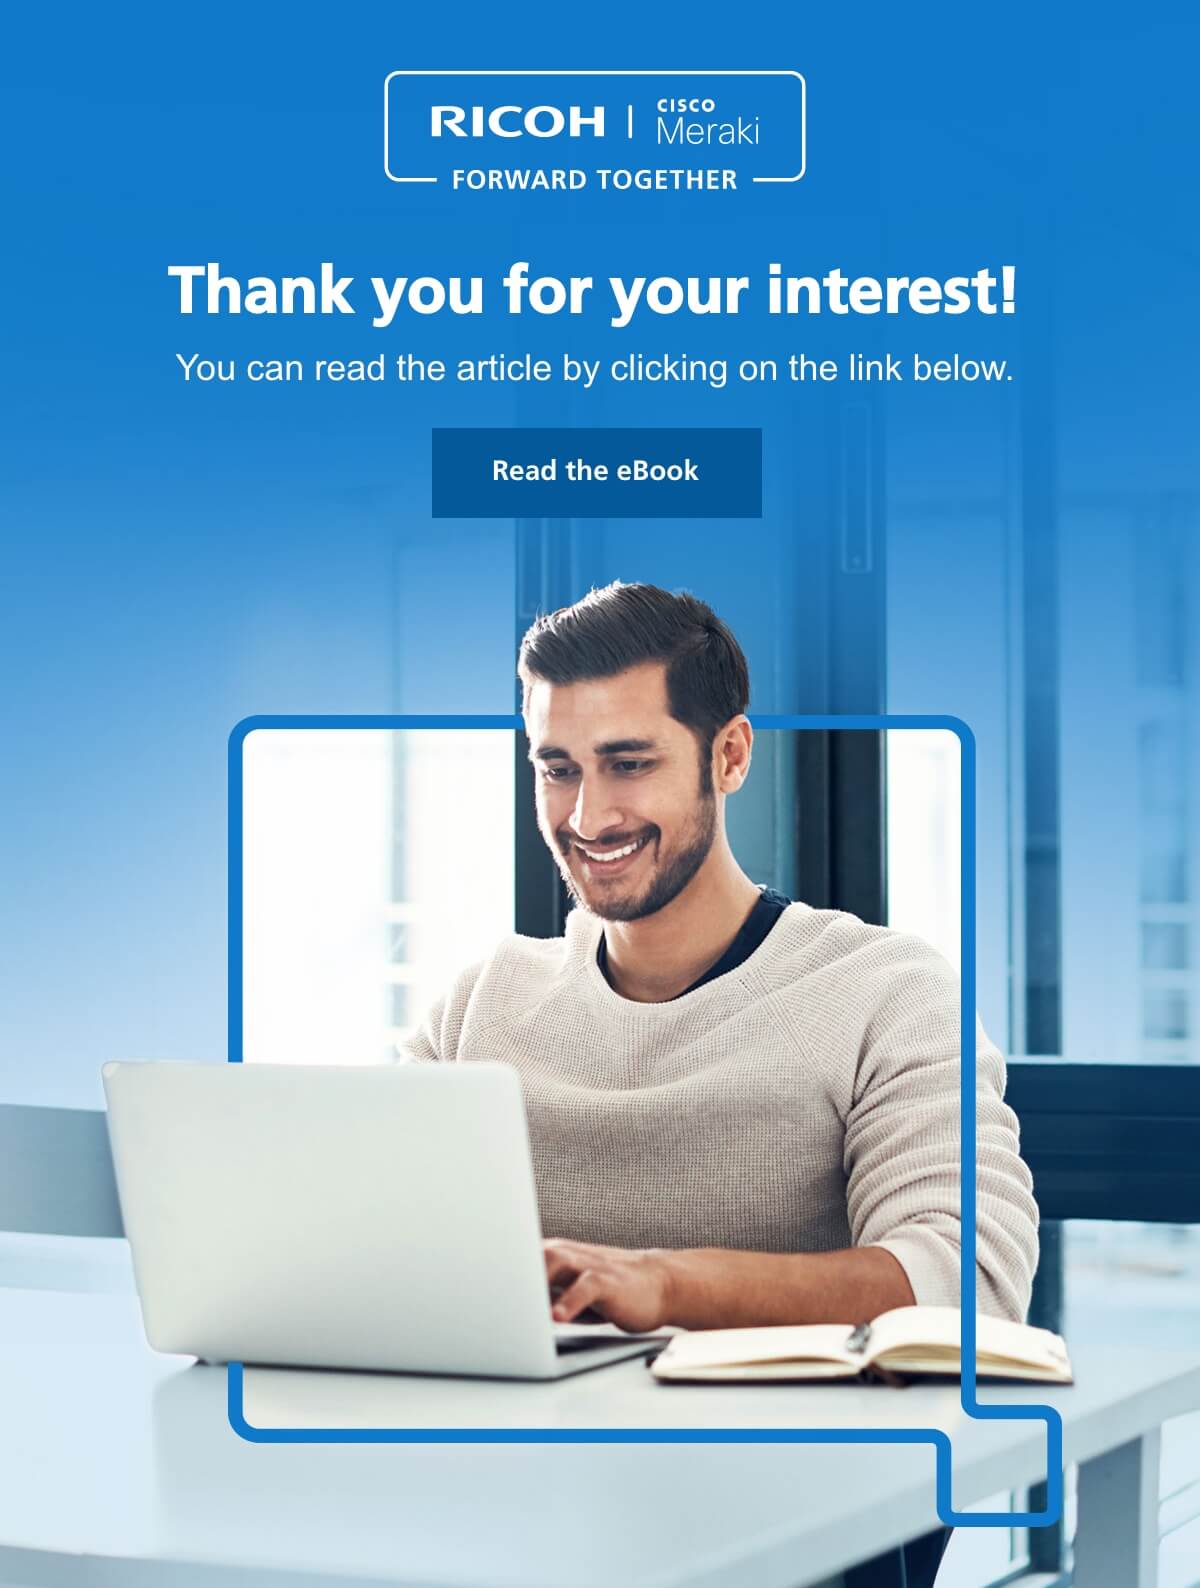 RICOH | CISCO Meraki
FORWARD TOGETHER
Thank you for your interest!
You can read the article by clicking on the link below.
Read the eBook